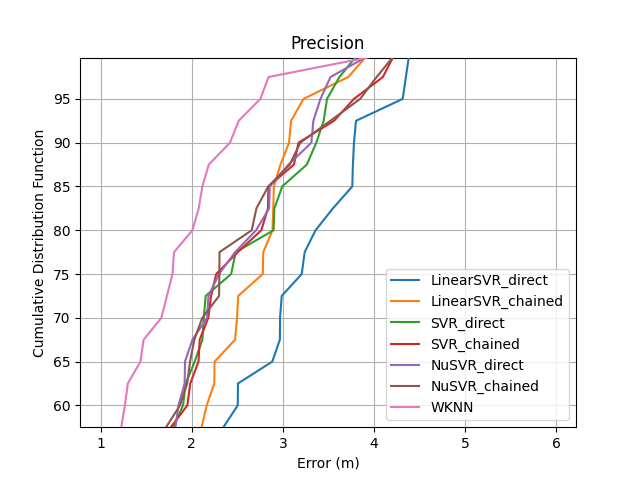 Precision
Cumulative Distribution Function
95
90
85
80
75
70
65
60
1 2 3 4 5 6
Error (m)
LinearSVR_direct
LinearSVR_chained
SVR_direct
SVR_chained
NuSVR_direct
NuSVR_chained
WKNN